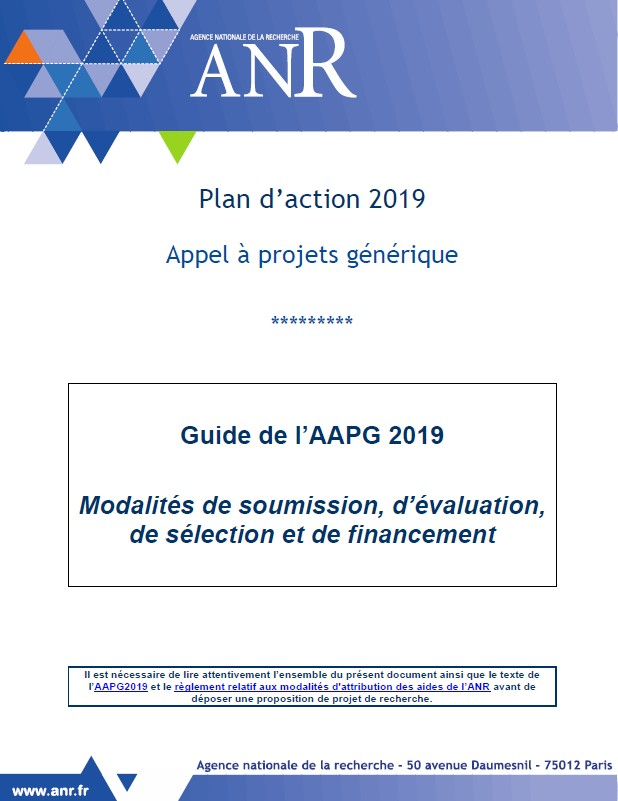 AGENCE NATIONALE DE LA RECHERCHE
ANR
Plan d’action 2019
Appel à projets générique
*********
Guide de l’AAPG 2019
Modalités de soumission, d’évaluation,
de sélection et de financement
Il est nécessaire de lire attentivement l’ensemble du présent document ainsi que le texte de
l’AAPG2019 et le règlement relatif aux modalités d'attribution des aides de l’ANR avant de
déposer une proposition de projet de recherche.
Agence nationale de la recherche - 50 avenue Daumesnil - 75012 Paris
www.anr.fr